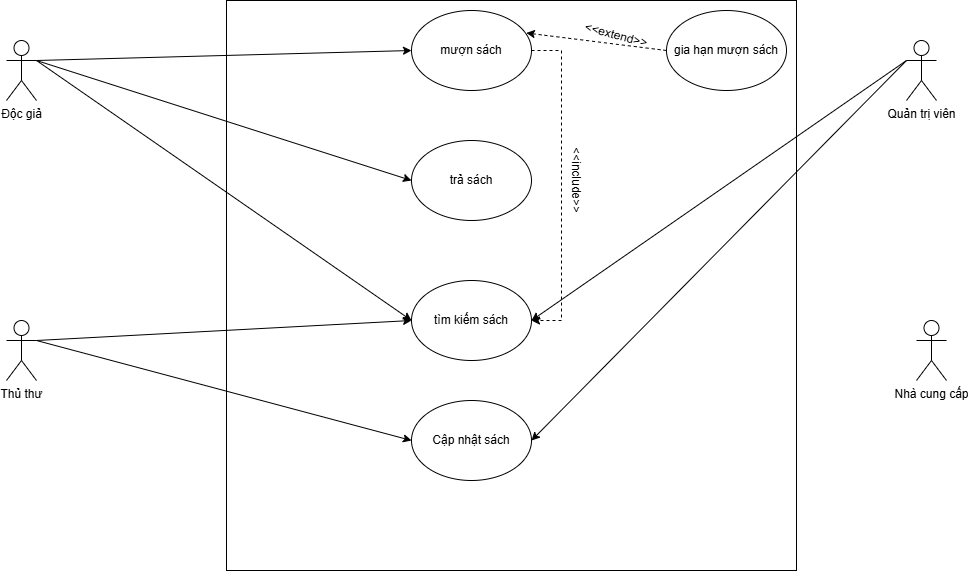 mượn sách
<<extend>>
gia hạn mượn sách
Độc giả
Quản trị viên
<<include>>
trả sách
tìm kiếm sách
Thủ thư
Nhà cung cấp
Cập nhật sách